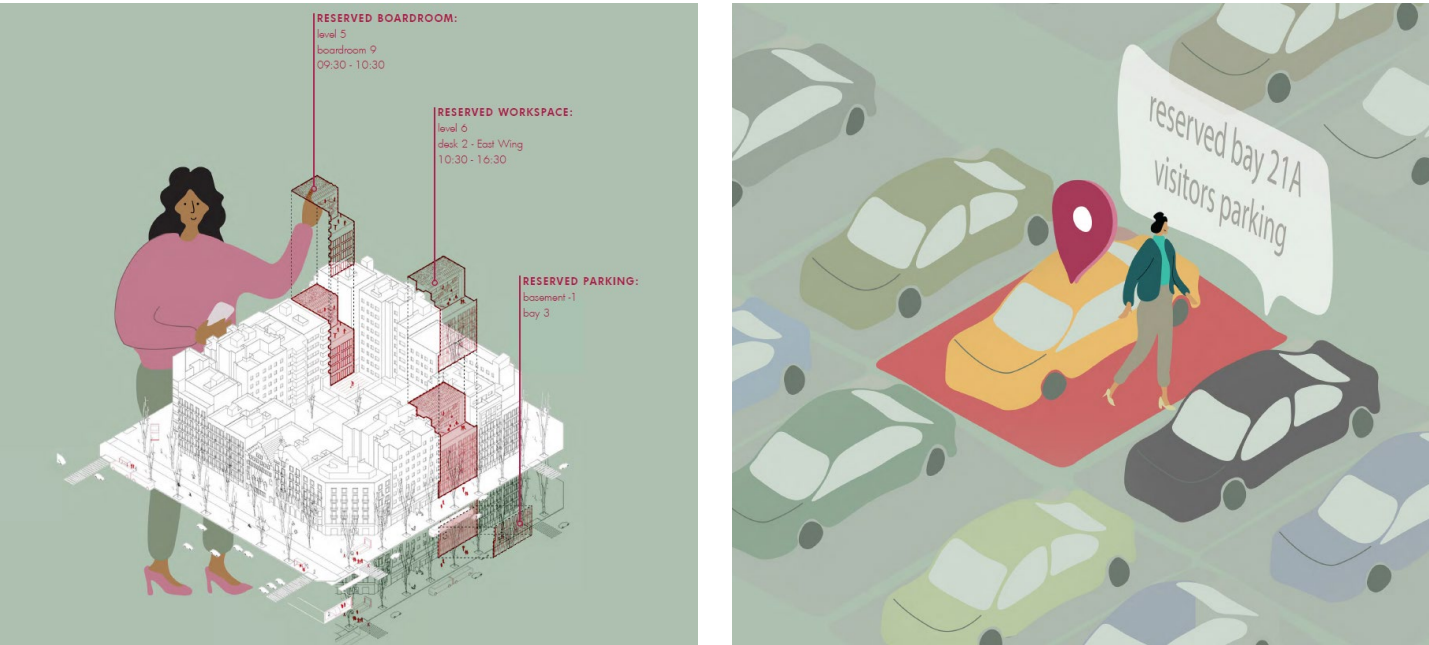 RESERVED BOARDROOM:
level 5
boardroom 9
09:30 - 10:30
RESERVED WORKSPACE:
level 6
desk 2 - East Wing
10:30 - 16:30
RESERVED PARKING:
basement -1
bay 3
reserved bay 21A
visitors parking